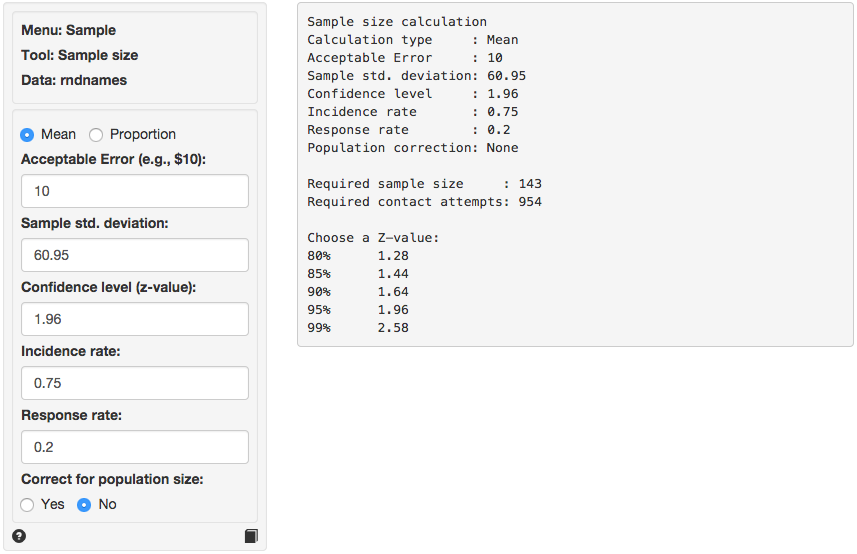 Menu: Sample
Tool: Sample size
Data: rndnames
Mean Proportion
Acceptable Error (e.g., $10):
10
Sample std. deviation:
60.95
Confidence level (z-value):
1.96
Incidence rate:
0.75
Response rate:
0.2
Correct for population size:
Yes No
?
Sample size calculation
Calculation type     : Mean
Acceptable Error     : 10
Sample std. deviation: 60.95
Confidence level     : 1.96
Incidence rate       : 0.75
Response rate        : 0.2
Population correction: None
Required sample size     : 143
Required contact attempts: 954
Choose a Z-value:
80%      1.28
85%      1.44
90%      1.64
95%      1.96
99%      2.58